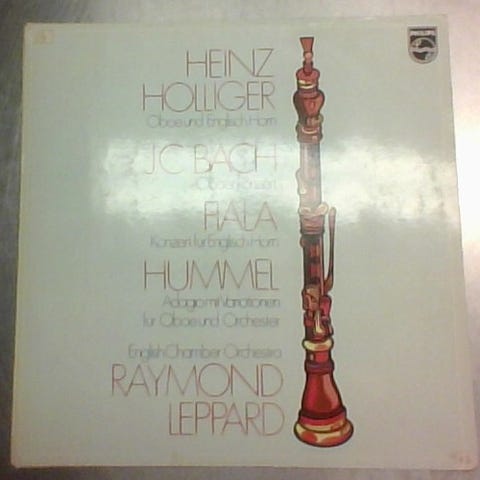 HEINZ
HOLLIGER
Oboe und Englisch Horn
J C BACH
Oboenkonzert
FIALA
Konzert für Englisch Horn
HUMMEL
Adagio mit Variationen
für Oboe und Orchester
English Chamber Orchestra
RAYMOND
LEPPARD
PHILIPS